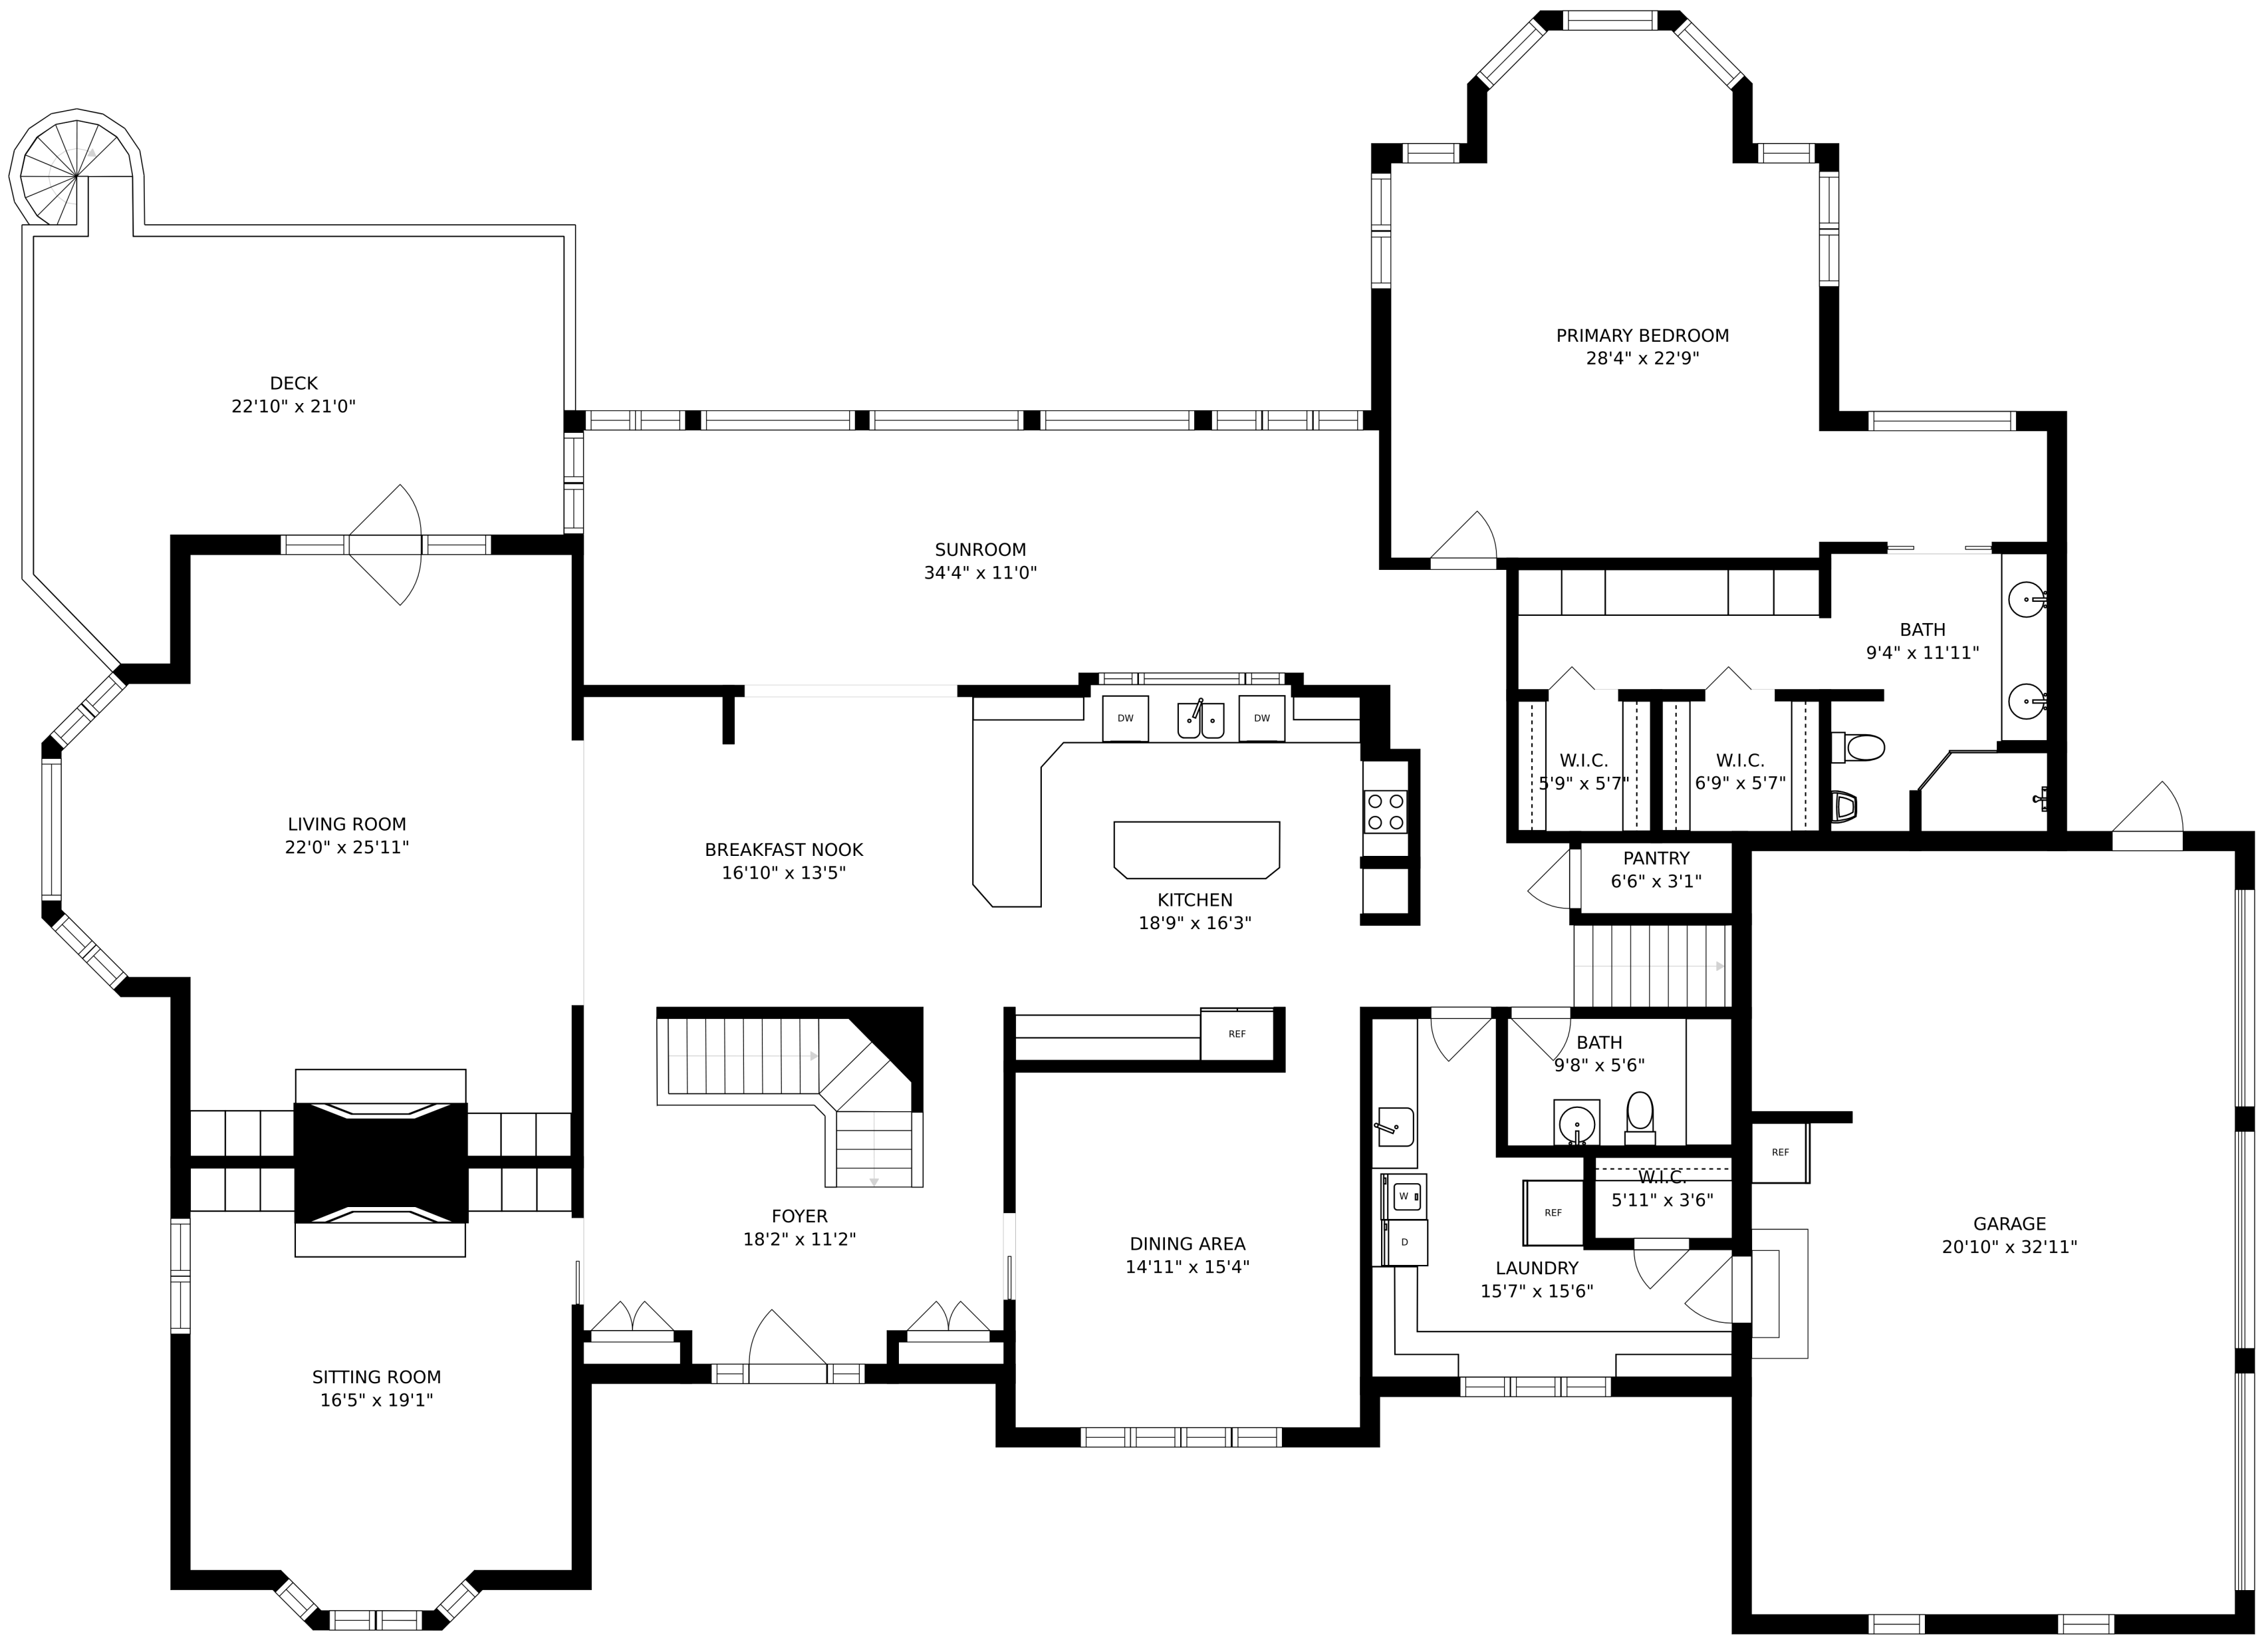 PRIMARY BEDROOM
28'4" x 22'9"
DECK
22'10" x 21'0"
SUNROOM
34'4" x 11'0"
BATH
9'4" x 11'11"
DW
DW
W.I.C.
5'9" x 5'7"
W.I.C.
6'9" x 5'7"
LIVING ROOM
22'0" x 25'11"
BREAKFAST NOOK
16'10" x 13'5"
KITCHEN
18'9" x 16'3"
PANTRY
6'6" x 3'1"
REF
BATH
9'8" x 5'6"
REF
W.I.C.
5'11" x 3'6"
W
REF
D
FOYER
18'2" x 11'2"
DINING AREA
14'11" x 15'4"
LAUNDRY
15'7" x 15'6"
GARAGE
20'10" x 32'11"
SITTING ROOM
16'5" x 19'1"